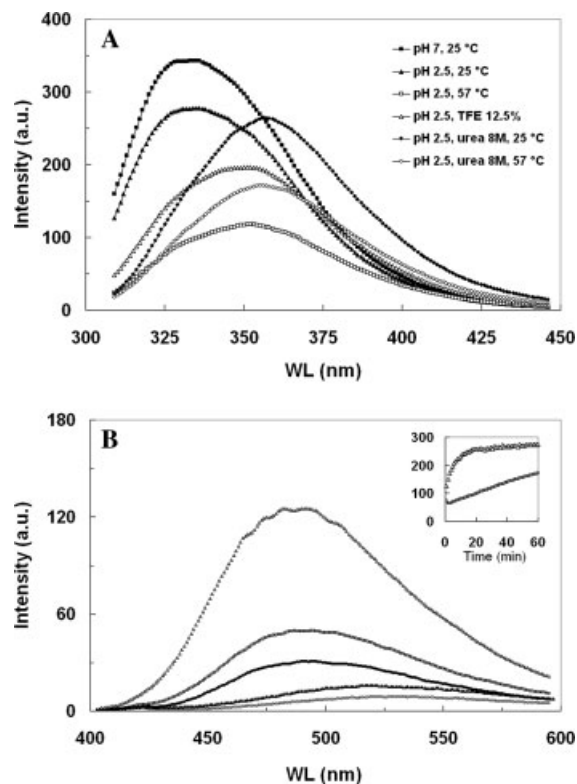 A
400
300
200
100
0
Intensity (a.u.)
pH 7, 25 °C
pH 2.5, 25 °C
pH 2.5, 57 °C
pH 2.5, TFE 12.5%
pH 2.5, urea 8M, 25 °C
pH 2.5, urea 8M, 57 °C
300 325 350 375 400 425 450
WL (nm)
B
180
120
60
0
Intensity (a.u.)
300
200
100
0
0 20 40 60
Time (min)
400 450 500 550 600
WL (nm)